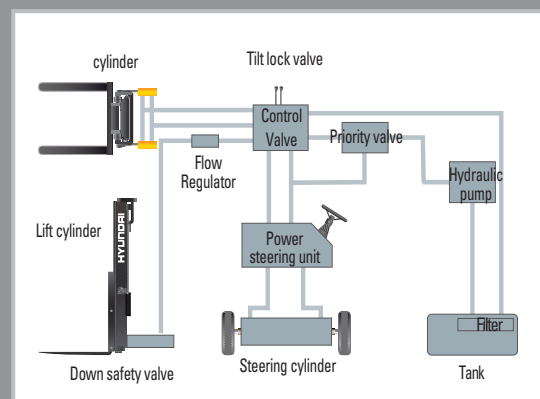 cylinder
Tilt lock valve
Control
Valve
Priority valve
Flow
Regulator
Hydraulic
pump
Lift cylinder
HYUNDAI
Power
steering unit
Filter
Down safety valve
Steering cylinder
Tank